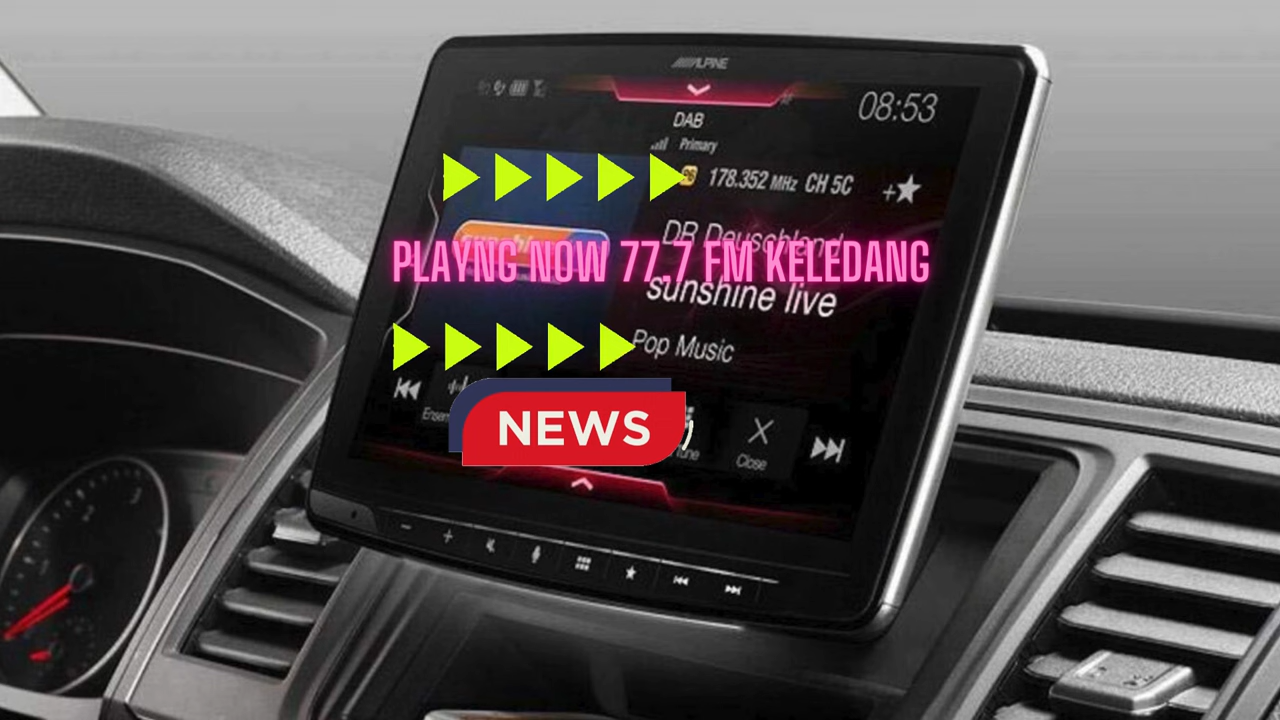 ALPINE
08:53
DAB
Primary
178.352 MHz CH 5C
+
DR Deuschland
PLAYNG NOW 77.7 FM KELEDANG
sunshine live
Pop Music
NEWS
Close